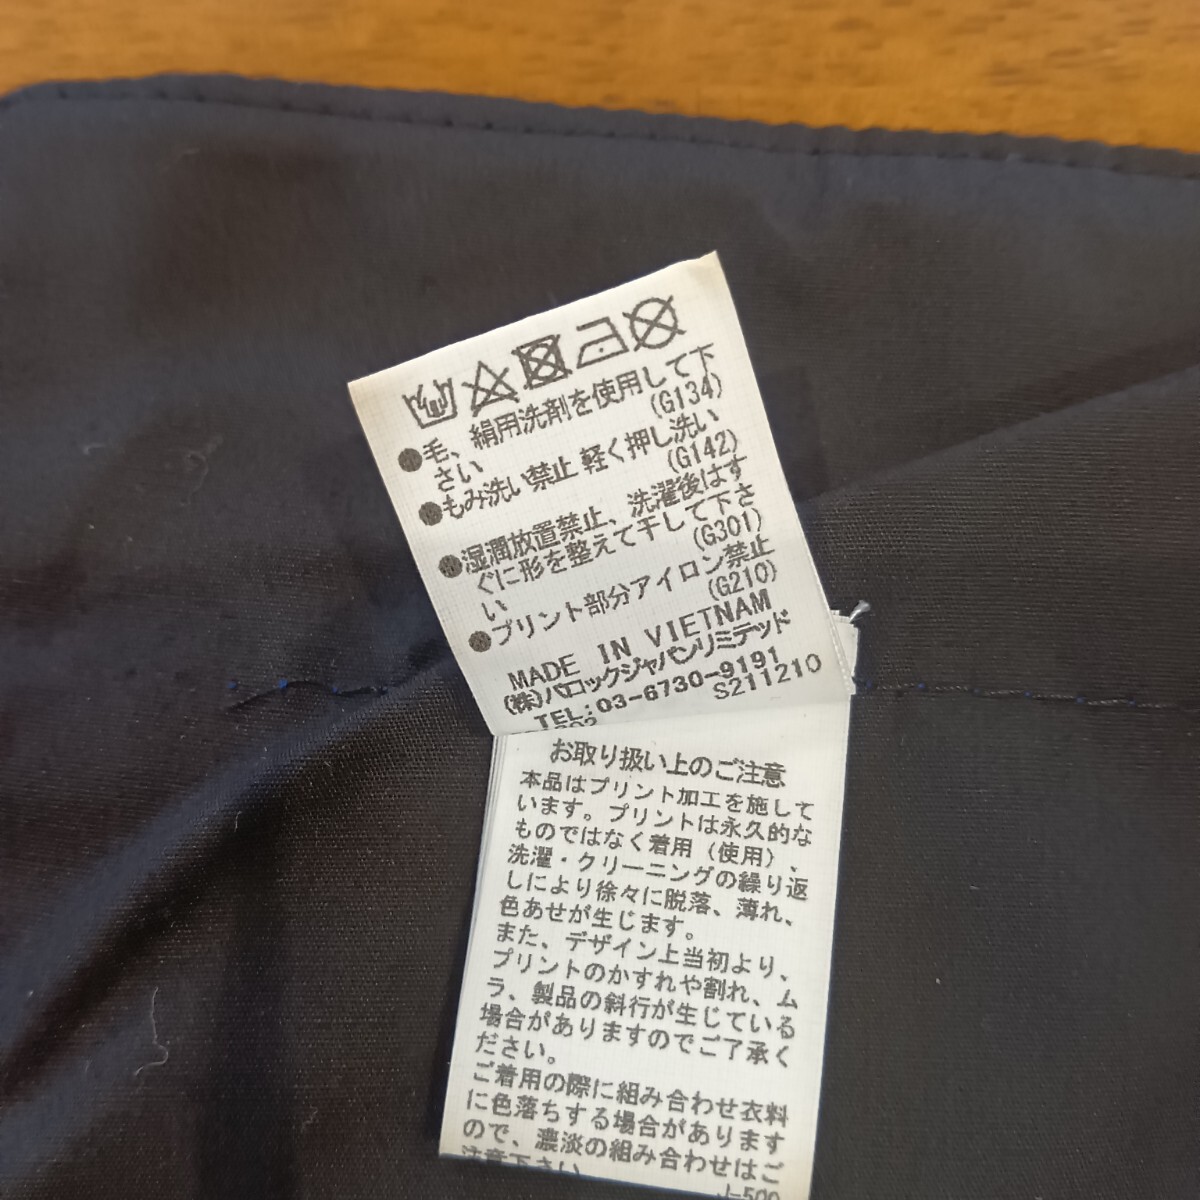 ●毛、絹用洗剤を使用して下
さい (G134)
●もみ洗い禁止 軽く押し洗い
(G142)
●湿潤放置禁止、洗濯後はす
ぐに形を整えて干して下さ
い (G301)
●プリント部分アイロン禁止
(G210)
MADE IN VIETNAM
(株)バロックジャパンリミテッド
TEL:03-6730-9191
S211210
お取り扱い上のご注意
本品はプリント加工を施して
います。プリントは永久的な
ものではなく着用（使用）、
洗濯・クリーニングの繰り返
しにより徐々に脱落、薄れ、
色あせが生じます。
また、デザイン上当初より、
プリントのかすれや割れ、ム
ラ、製品の斜行が生じている
場合がありますのでご了承く
ださい。
ご着用の際に組み合わせ衣料
に色落ちする場合があります
ので、濃淡の組み合わせはご
注意下さい。
J-500